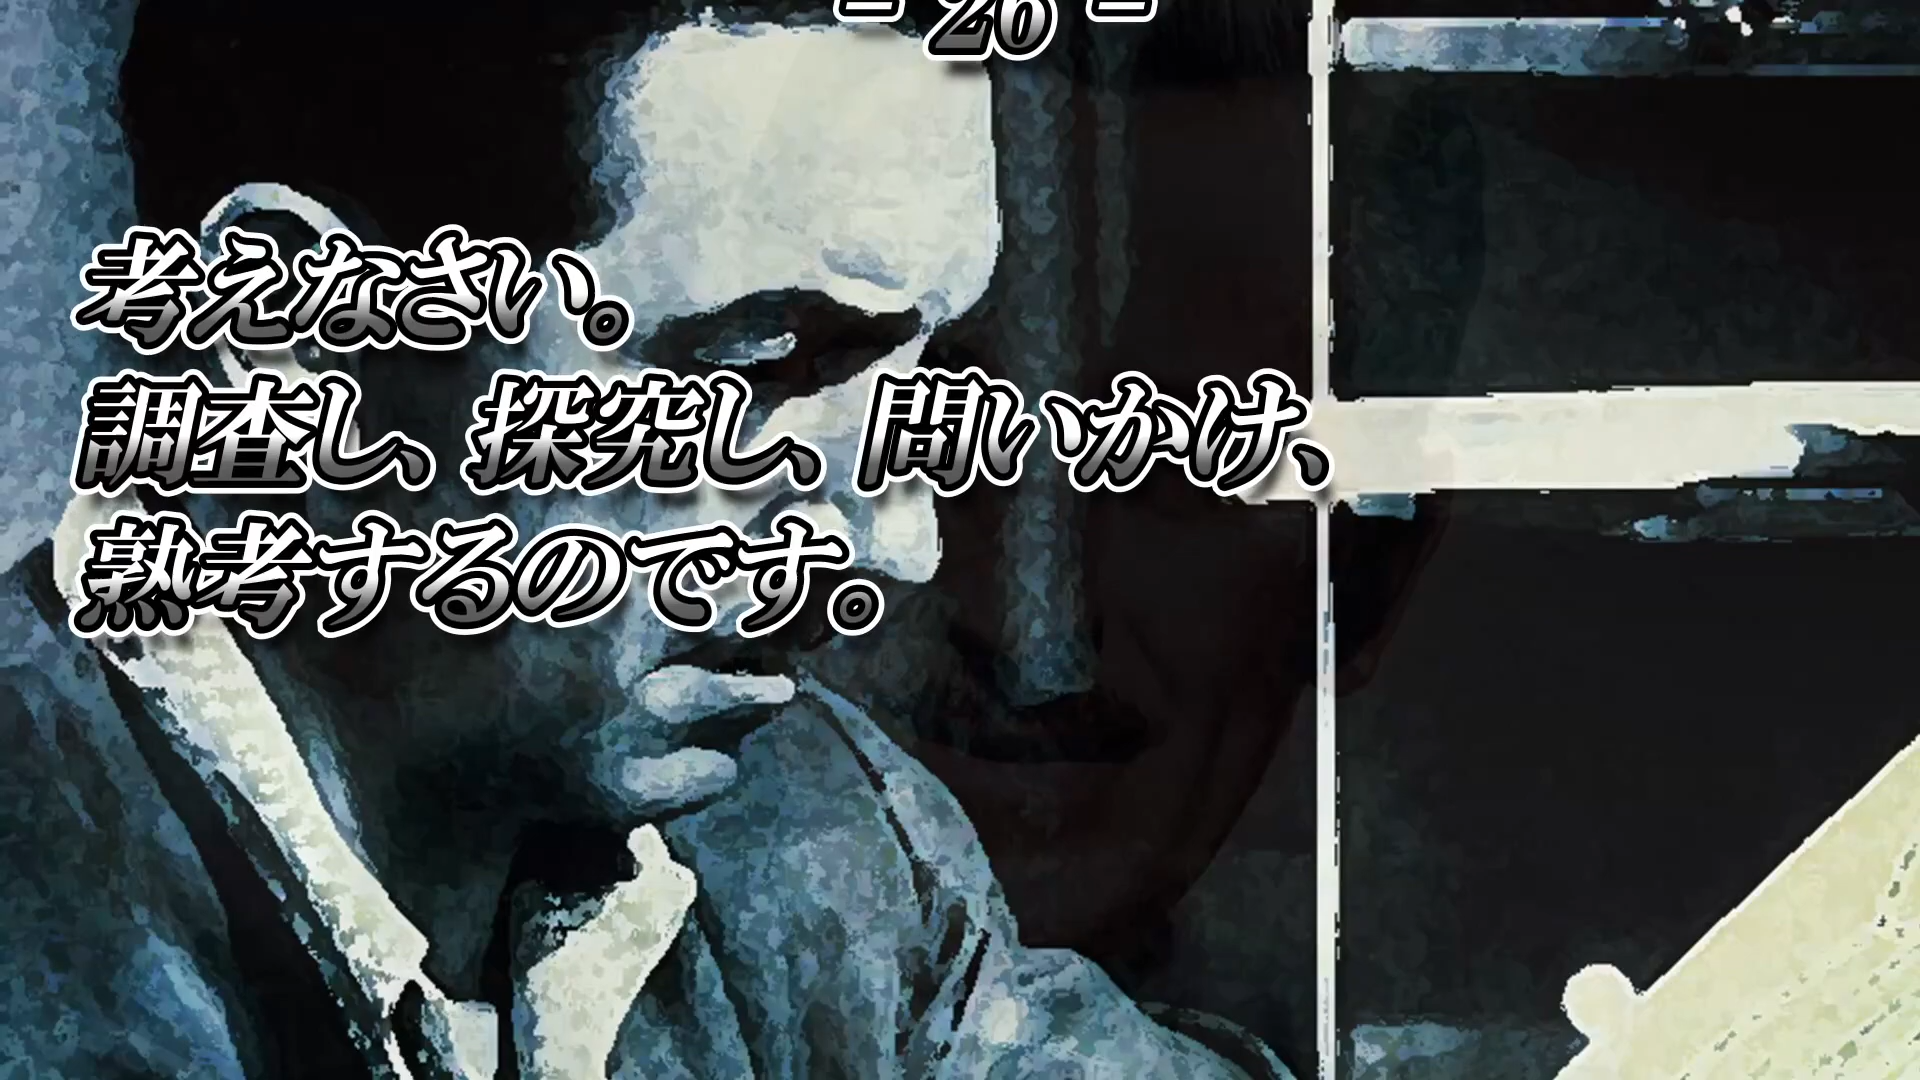 - 26 -
考えなさい。
調査し、探究し、問いかけ、
熟考するのです。